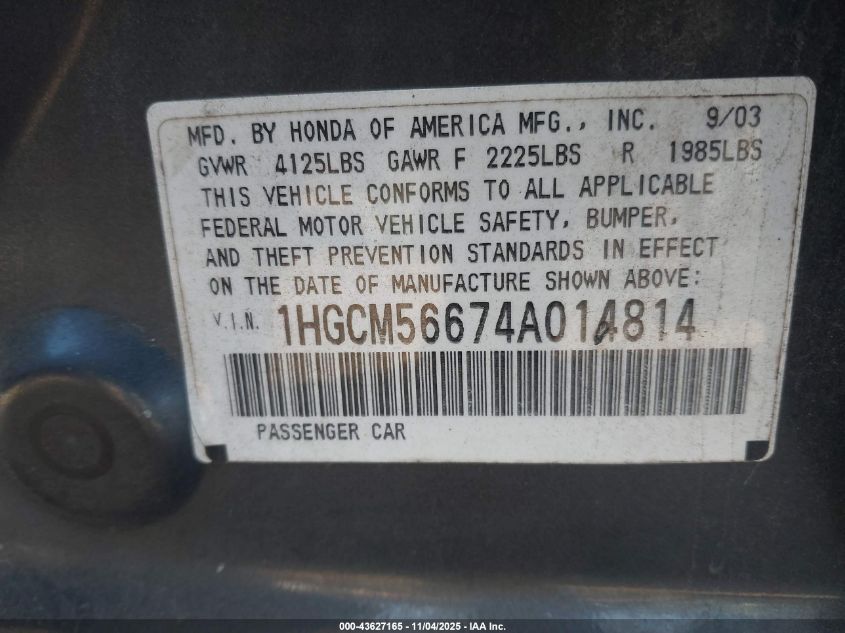 MFD. BY HONDA OF AMERICA MFG., INC. 9/03
GVWR 4125LBS GAWR F 2225LBS R 1985LBS
THIS VEHICLE CONFORMS TO ALL APPLICABLE
FEDERAL MOTOR VEHICLE SAFETY, BUMPER,
AND THEFT PREVENTION STANDARDS IN EFFECT
ON THE DATE OF MANUFACTURE SHOWN ABOVE:
V.I.N. 1HGCM56674A014814
PASSENGER CAR
000-43627165 - 11/04/2025 - IAA Inc.